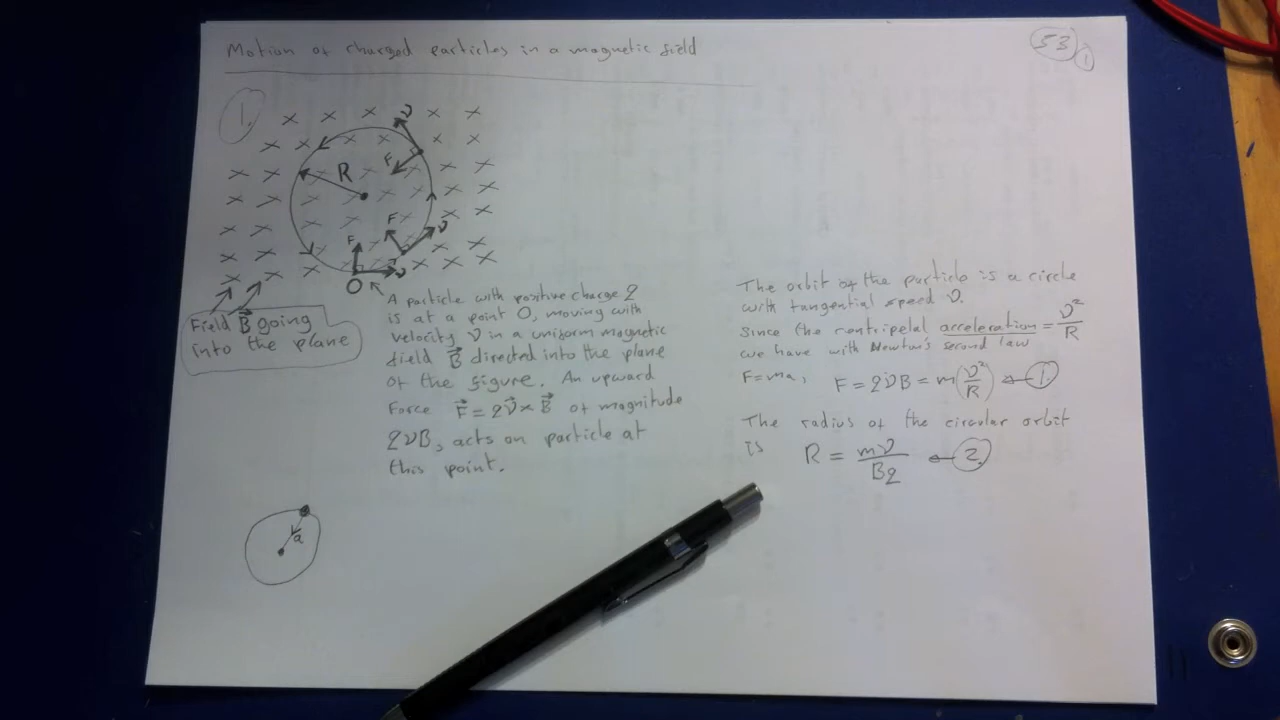 Motion of charged particles in a magnetic field
53
1
1.
R
F
v
F
v
F
v
O
Field B⃗ going
into the plane
A particle with positive charge q
is at a point O, moving with
velocity v in a uniform magnetic
field B⃗ directed into the plane
of the figure. An upward
Force F⃗ = qv⃗ × B⃗ of magnitude
qvB, acts on particle at
this point.
a
The orbit of the particle is a circle
with tangential speed v.
Since the centripetal acceleration = v²/R
we have with Newton's second law
F=ma, F = qvB = m(v²/R) ← 1.
The radius of the circular orbit
is R = mv/Bq ← 2.